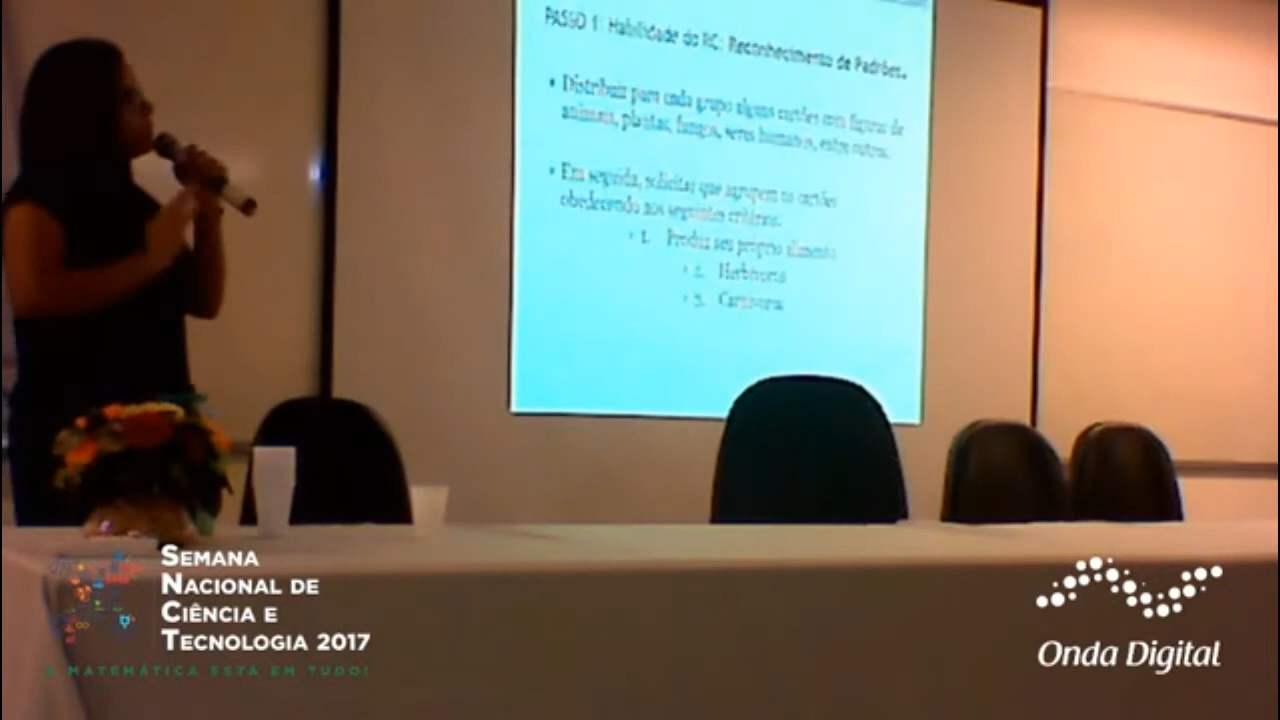 PASSO 1: Habilidade do RC: Reconhecimento de Padrões.
• Distribuir para cada grupo alguns cartões com figuras de
animais, plantas, fungos, seres humanos, entre outros.
• Em seguida, solicitar que agrupem os cartões
obedecendo aos seguintes critérios:
• 1. Produz seu próprio alimento
• 2. Herbívoros
• 3. Carnívoros
SEMANA
NACIONAL DE
CIÊNCIA E
TECNOLOGIA 2017
A MATEMÁTICA ESTÁ EM TUDO!
Onda Digital